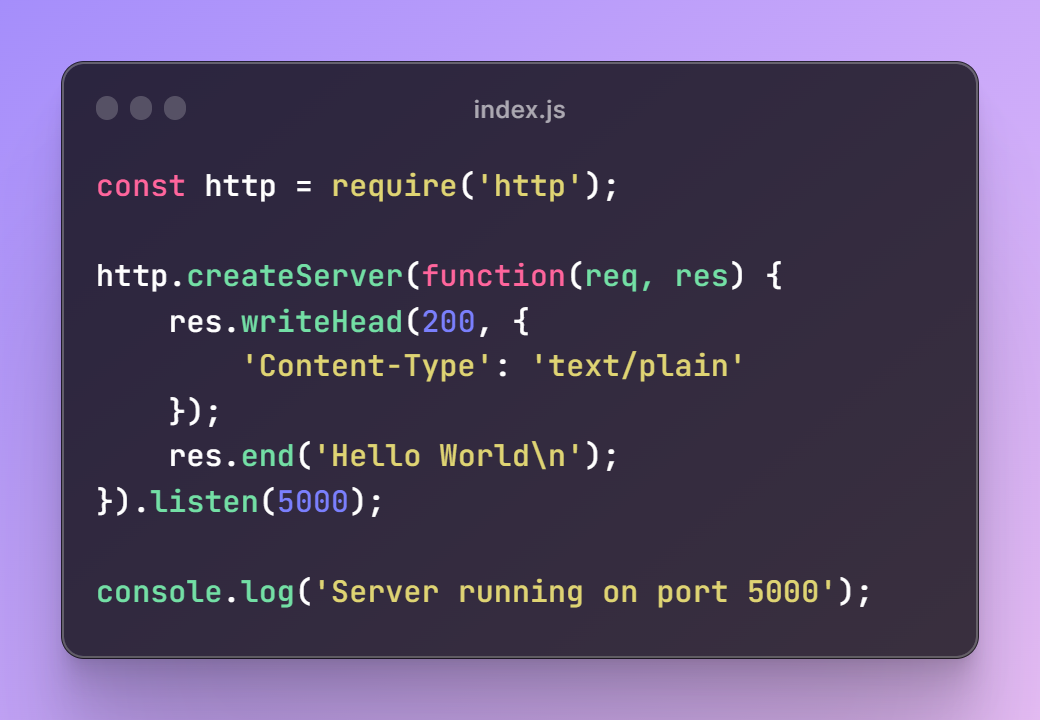 index.js
const http = require('http');
http.createServer(function(req, res) {
    res.writeHead(200, {
        'Content-Type': 'text/plain'
    });
    res.end('Hello World\n');
}).listen(5000);
console.log('Server running on port 5000');